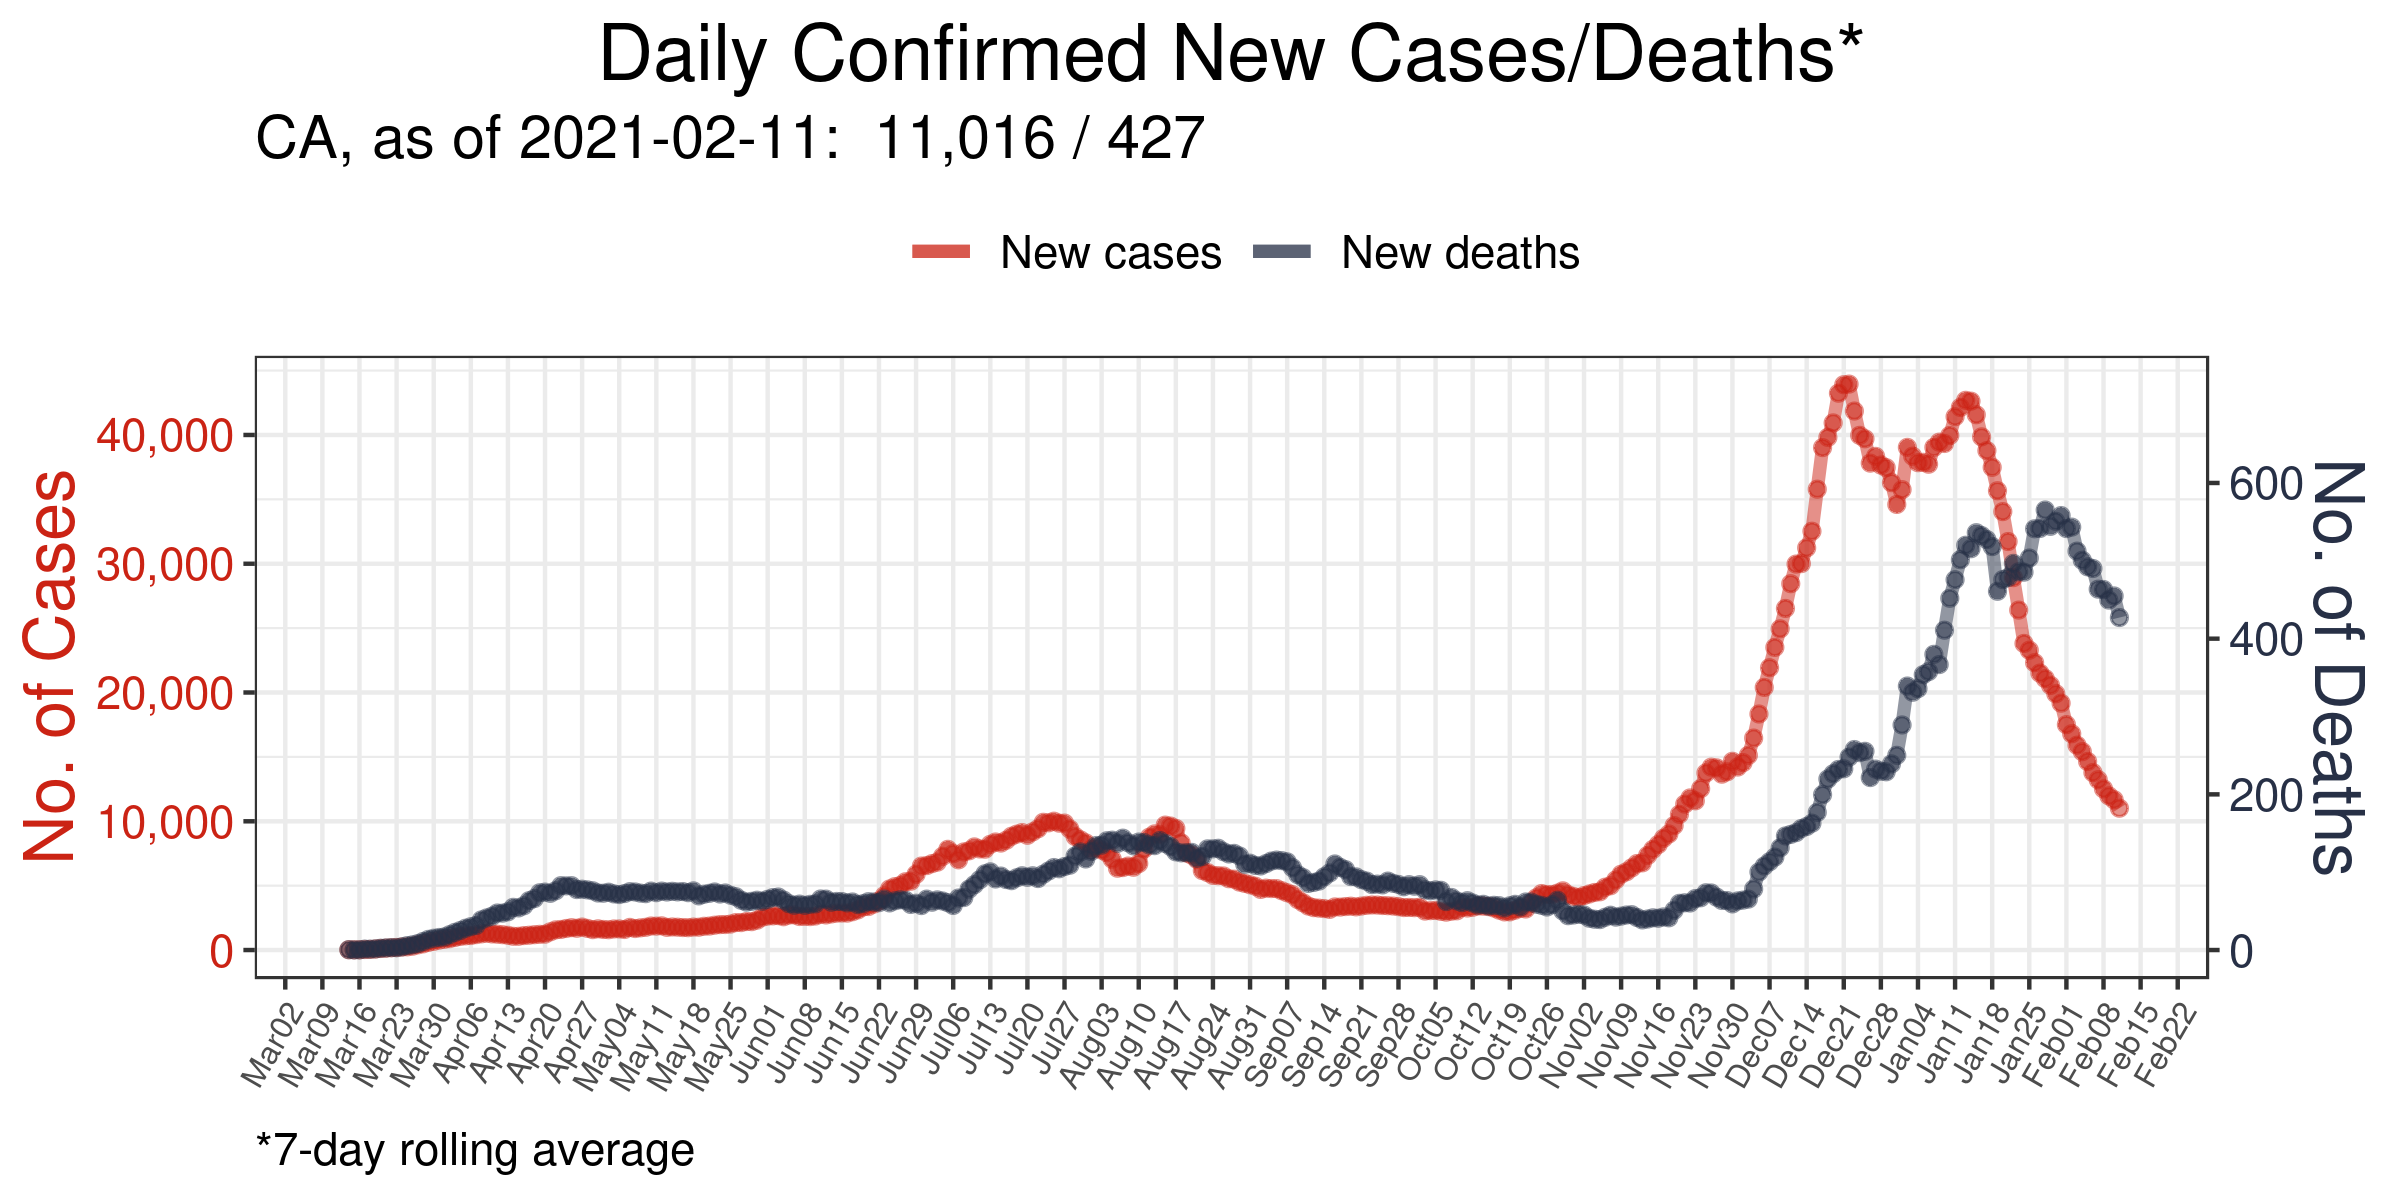 Daily Confirmed New Cases/Deaths*
CA, as of 2021-02-11:  11,016 / 427
New cases New deaths
No. of Cases
40,000
30,000
20,000
10,000
0
600
400
200
0
No. of Deaths
Mar02 Mar09 Mar16 Mar23 Mar30 Apr06 Apr13 Apr20 Apr27 May04 May11 May18 May25 Jun01 Jun08 Jun15 Jun22 Jun29 Jul06 Jul13 Jul20 Jul27 Aug03 Aug10 Aug17 Aug24 Aug31 Sep07 Sep14 Sep21 Sep28 Oct05 Oct12 Oct19 Oct26 Nov02 Nov09 Nov16 Nov23 Nov30 Dec07 Dec14 Dec21 Dec28 Jan04 Jan11 Jan18 Jan25 Feb01 Feb08 Feb15 Feb22
*7-day rolling average